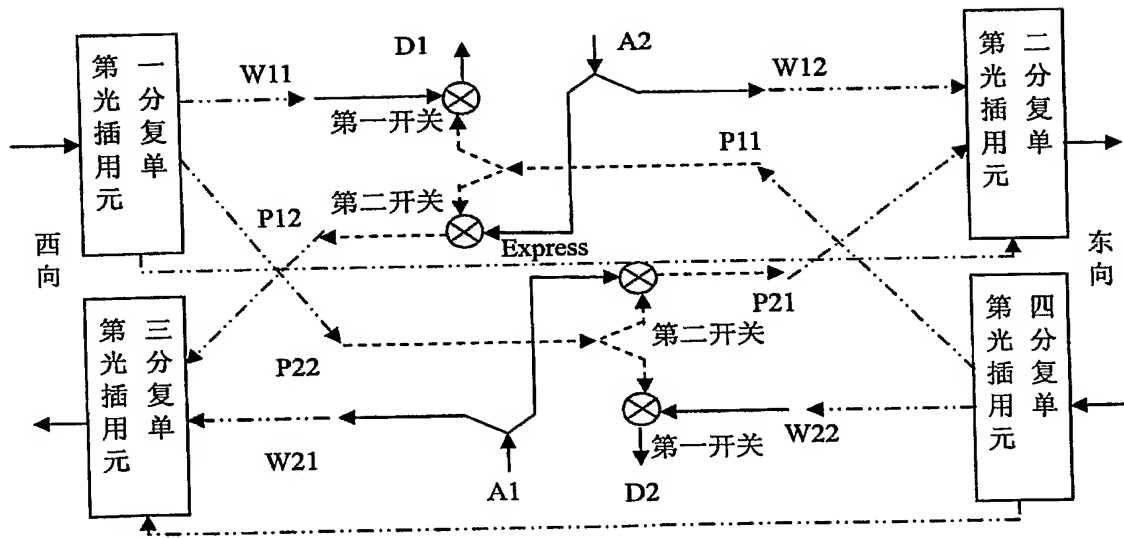 D1
A2
第一光分插复用单元
W11
W12
第二光分插复用单元
第一开关
P11
第二开关
P12
西向
Express
东向
P21
第三光分插复用单元
第二开关
第四光分插复用单元
P22
W21
第一开关
W22
A1
D2